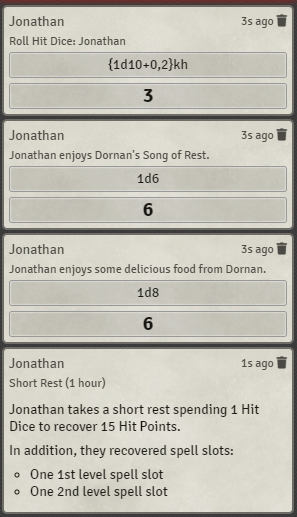 Jonathan 3s ago
Roll Hit Dice: Jonathan
{1d10+0,2}kh
3
Jonathan 3s ago
Jonathan enjoys Dornan's Song of Rest.
1d6
6
Jonathan 3s ago
Jonathan enjoys some delicious food from Dornan.
1d8
6
Jonathan 1s ago
Short Rest (1 hour)
Jonathan takes a short rest spending 1 Hit
Dice to recover 15 Hit Points.
In addition, they recovered spell slots:
One 1st level spell slot
One 2nd level spell slot